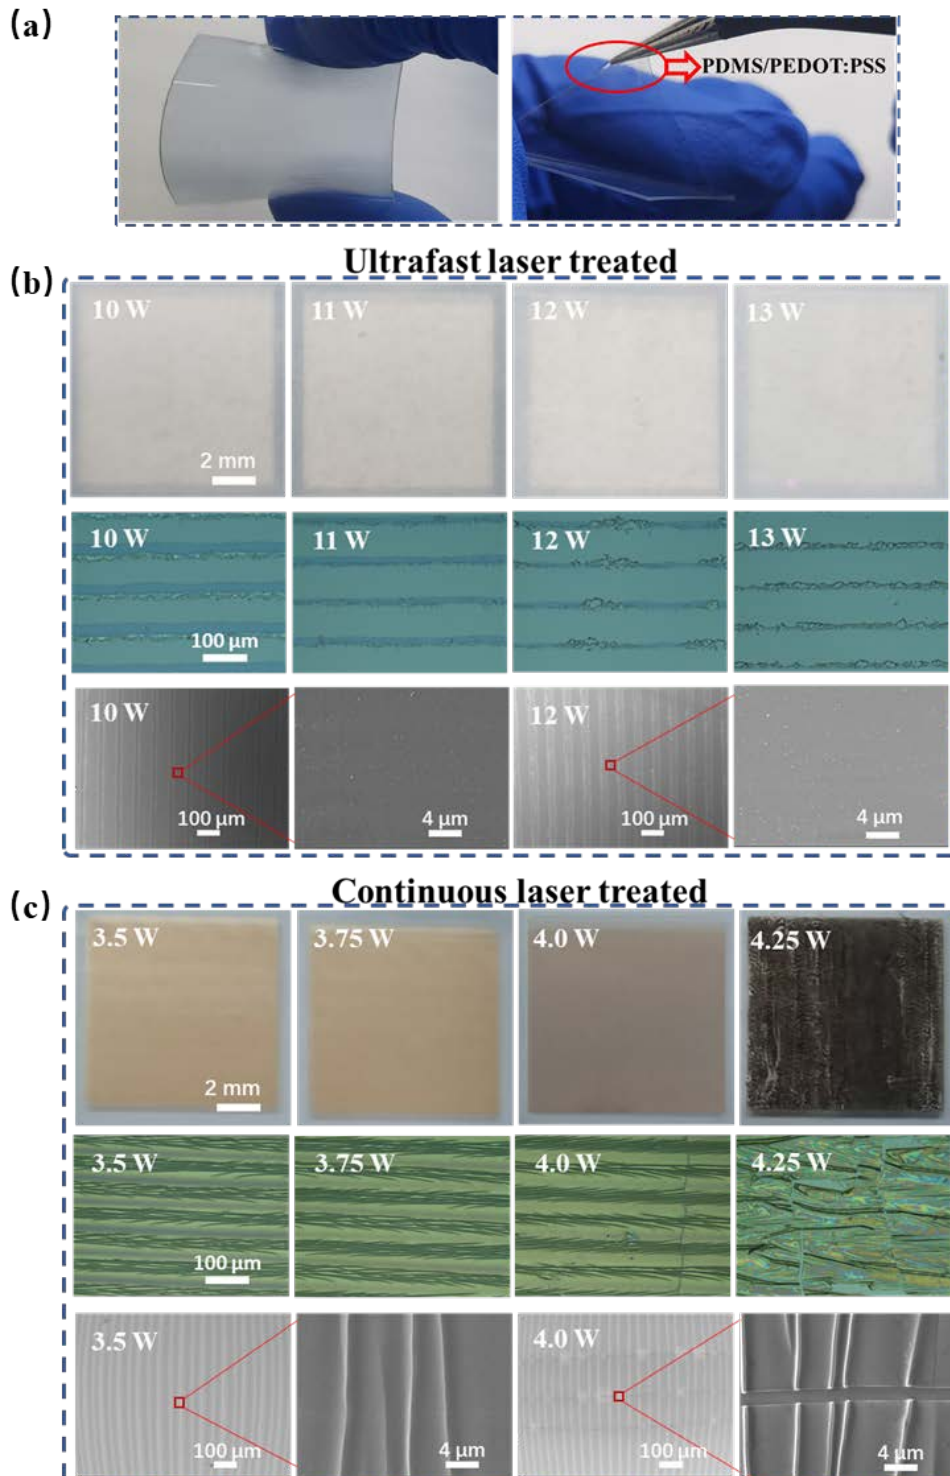 (a)
PDMS/PEDOT:PSS
Ultrafast laser treated
(b)
10 W
11 W
12 W
13 W
2 mm
10 W
11 W
12 W
13 W
100 μm
10 W
12 W
100 μm
4 μm
100 μm
4 μm
Continuous laser treated
(c)
3.5 W
3.75 W
4.0 W
4.25 W
2 mm
3.5 W
3.75 W
4.0 W
4.25 W
100 μm
3.5 W
4.0 W
100 μm
4 μm
100 μm
4 μm